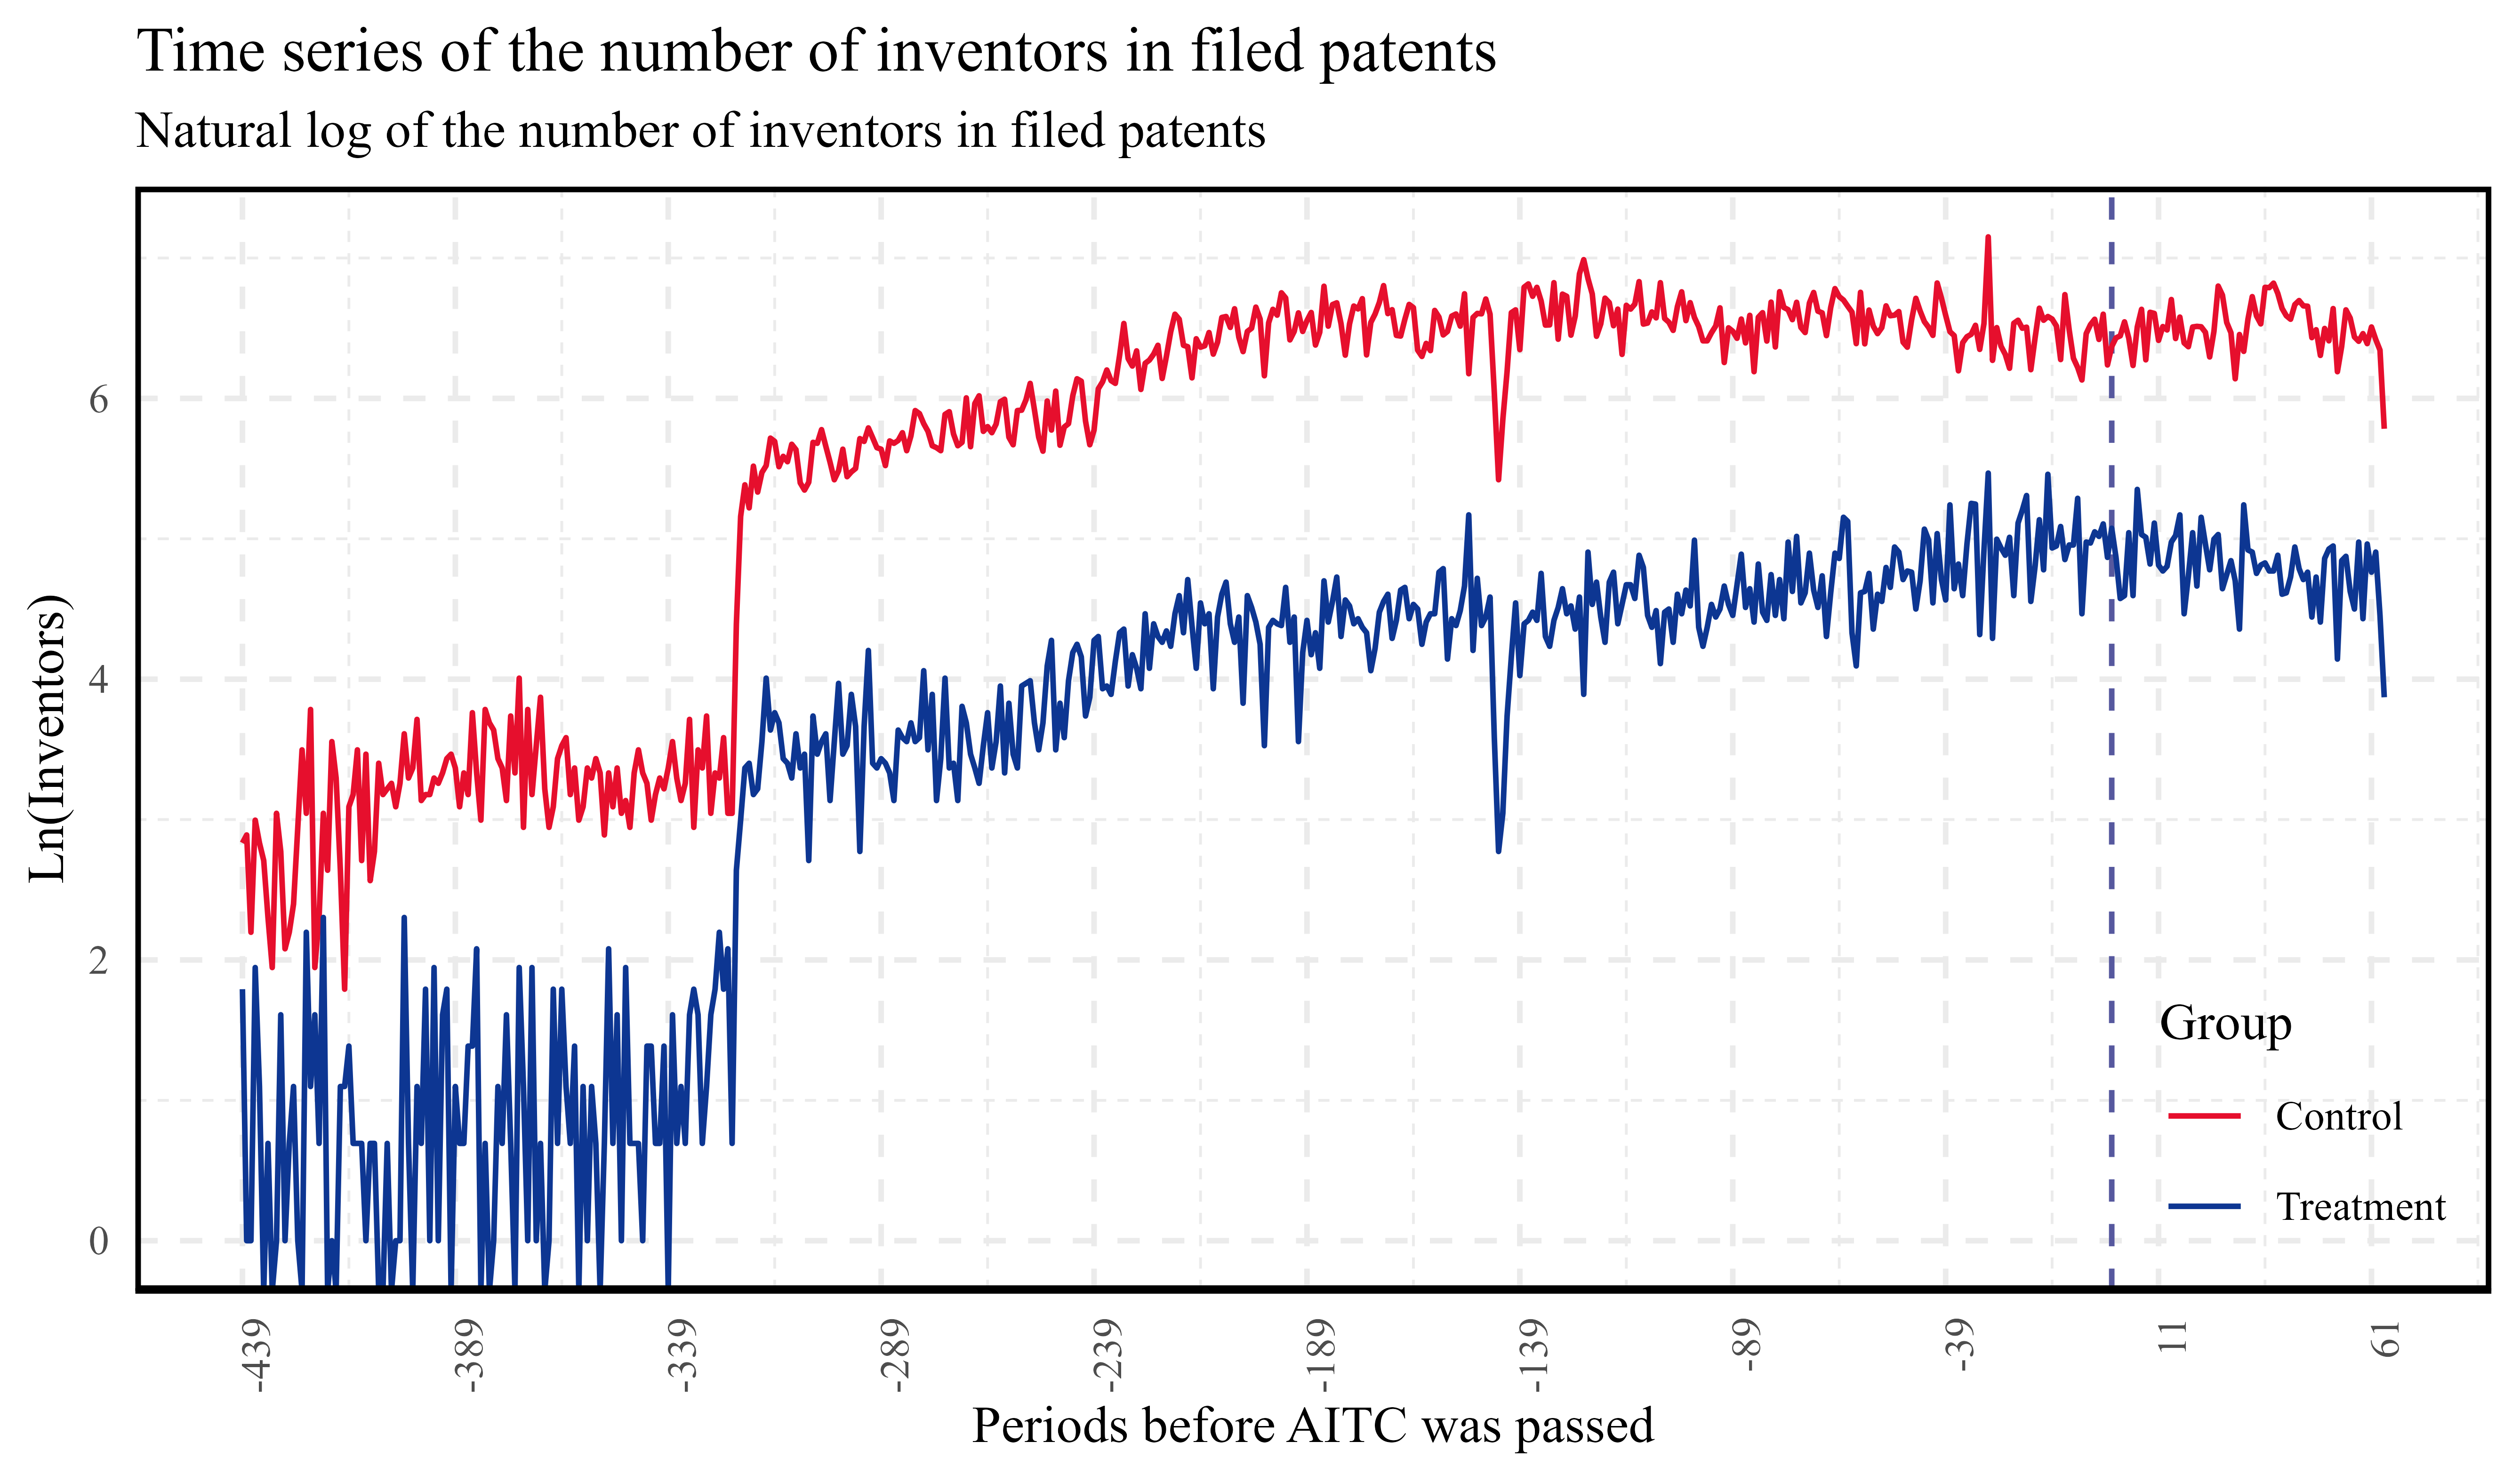 Time series of the number of inventors in filed patents
Natural log of the number of inventors in filed patents
Ln(Inventors)
6
4
2
0
Group
Control
Treatment
-439
-389
-339
-289
-239
-189
-139
-89
-39
11
61
Periods before AITC was passed